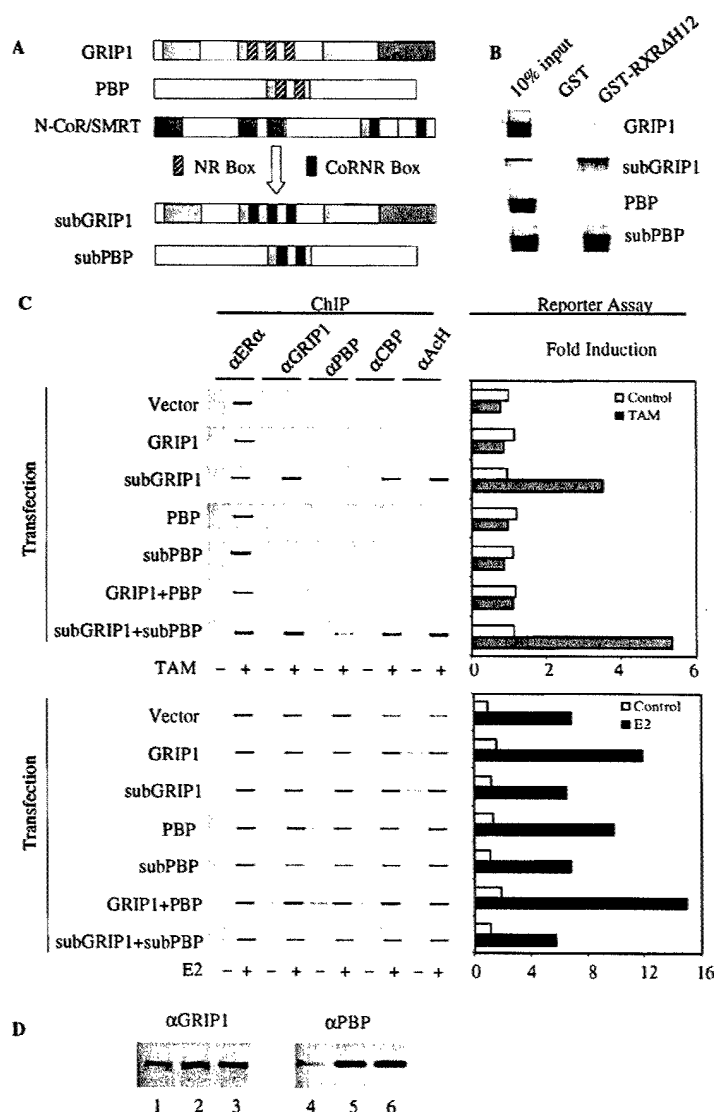 A
GRIP1
PBP
N-CoR/SMRT
NR Box
CoRNR Box
subGRIP1
subPBP
B
10% input
GST
GST-RXRΔH12
GRIP1
subGRIP1
PBP
subPBP
C
ChIP
Reporter Assay
αERα
αGRIP1
αPBP
αCBP
αAcH
Fold Induction
Transfection
Vector
GRIP1
subGRIP1
PBP
subPBP
GRIP1+PBP
subGRIP1+subPBP
TAM - + - + - + - + - +
Control
TAM
0 2 4 6
Transfection
Vector
GRIP1
subGRIP1
PBP
subPBP
GRIP1+PBP
subGRIP1+subPBP
E2 - + - + - + - + - +
Control
E2
0 4 8 12 16
D
αGRIP1
αPBP
1 2 3 4 5 6